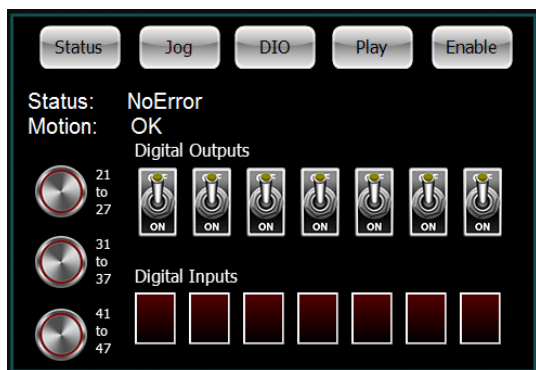 Status Jog DIO Play Enable
Status: NoError
Motion: OK
Digital Outputs
21
to
27
ON ON ON ON ON ON ON
31
to
37
Digital Inputs
41
to
47